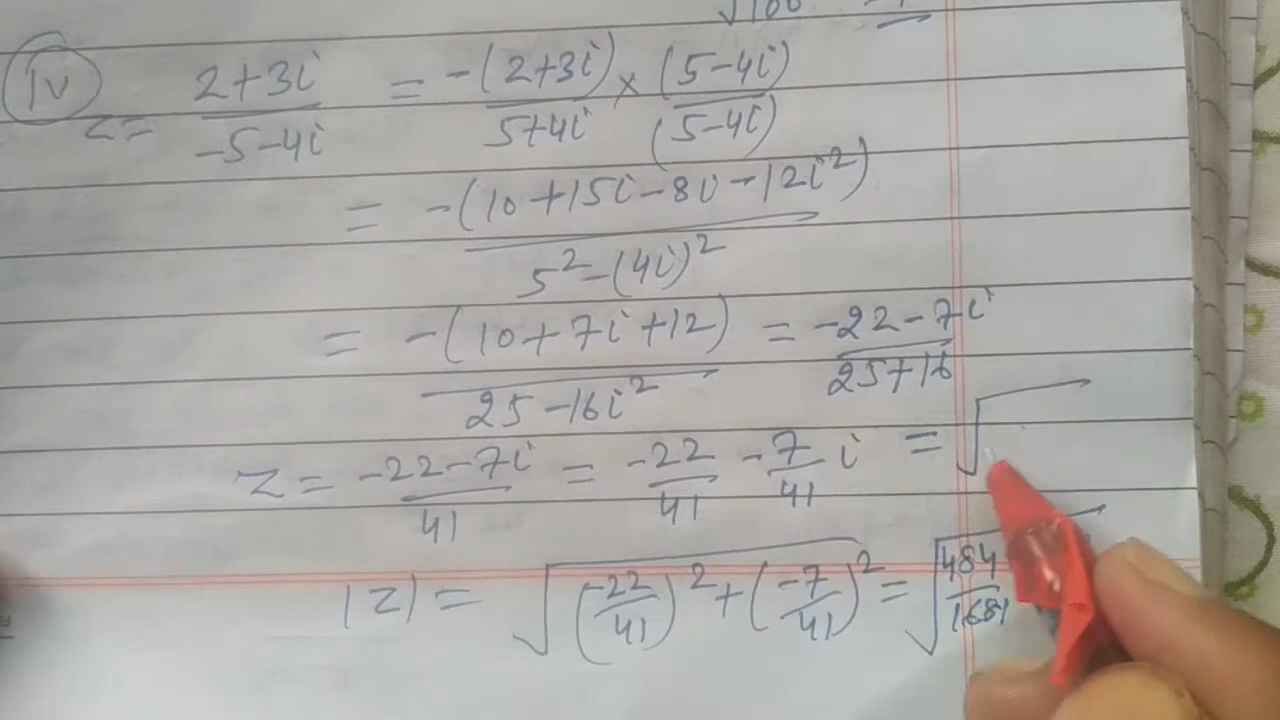 √100
(iv) z = 2+3i / -5-4i = -(2+3i) / 5+4i × (5-4i) / (5-4i)
= -(10+15i-8i-12i²) / 5²-(4i)²
= -(10+7i+12) / 25-16i² = -22-7i / 25+16
z = -22-7i / 41 = -22/41 - 7/41 i = √
|z| = √(-22/41)²+(-7/41)² = √484/1681